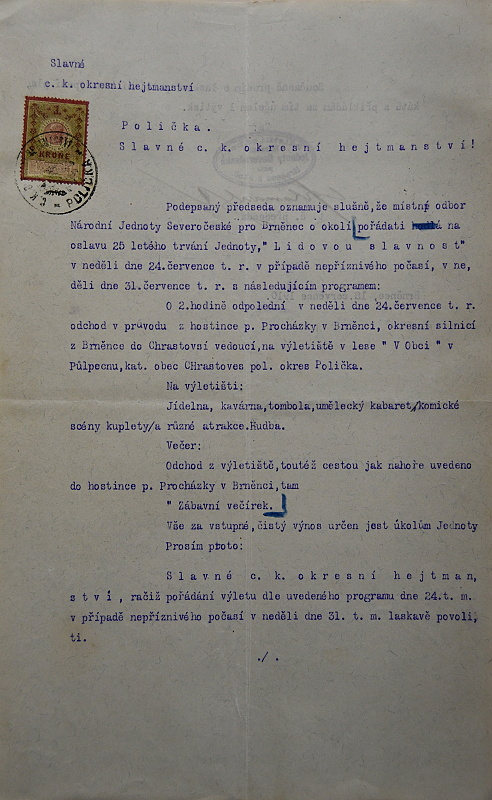 Slavné
c. k. okresní hejtmanství
Polička.
Slavné c. k. okresní hejtmanství!
1
KRONE
POLIČKA
Podepsaný předseda oznamuje slušně,že místní odbor
Národní Jednoty Severočeské pro Brněnec o okolí pořádati na
oslavu 25 letého trvání Jednoty," Lidovou slavnost"
v neděli dne 24.července t. r. v případě nepříznivého počasí, v ne,
děli dne 31.července t. r. s následujícím programem:
O 2.hodině odpolední v neděli dne 24.července t. r.
odchod v průvodu z hostince p. Procházky v Brněnci, okresní silnicí
z Brněnce do Chrastovsí vedoucí,na výletiště v lese " V Obci " v
Půlpecnu,kat. obec CHrastoves pol. okres Polička.
Na výletišti:
Jídelna, kavárna,tombola,umělecký kabaret/komické
scény kuplety/a různé atrakce.Hudba.
Večer:
Odchod z výletiště,toutéž cestou jak nahoře uvedeno
do hostince p. Procházky v Brněnci,tam
" Zábavní večírek.
Vše za vstupné,čistý výnos určen jest úkolům Jednoty
Prosím proto:
Slavné c. k. okresní hejtman,
ství, račiž pořádání výletu dle uvedeného programu dne 24.t. m.
v případě nepříznivého počasí v neděli dne 31. t. m. laskavě povoli,
ti.
./.